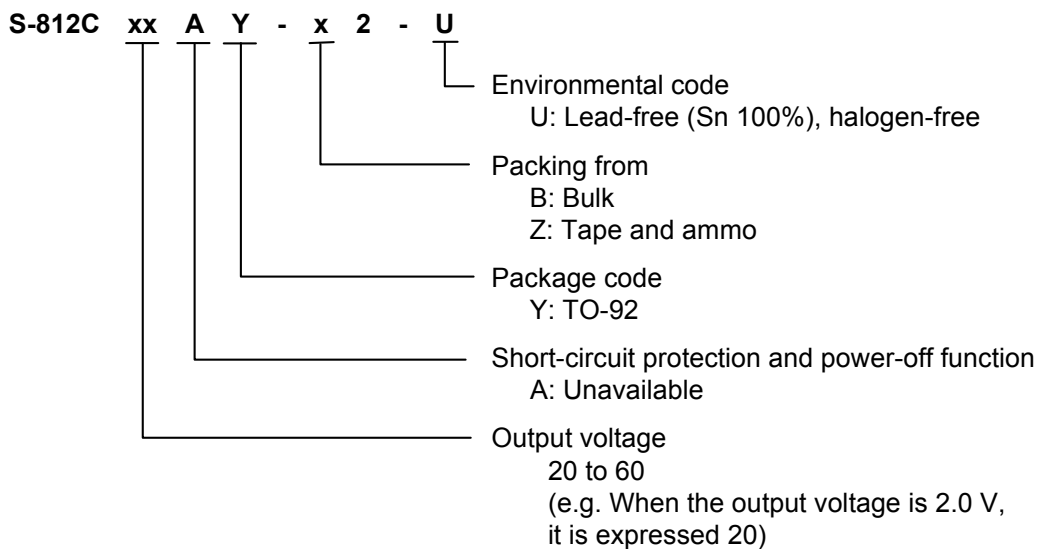 S-812C xx A Y - x 2 - U
Environmental code
U: Lead-free (Sn 100%), halogen-free
Packing from
B: Bulk
Z: Tape and ammo
Package code
Y: TO-92
Short-circuit protection and power-off function
A: Unavailable
Output voltage
20 to 60
(e.g. When the output voltage is 2.0 V,
it is expressed 20)